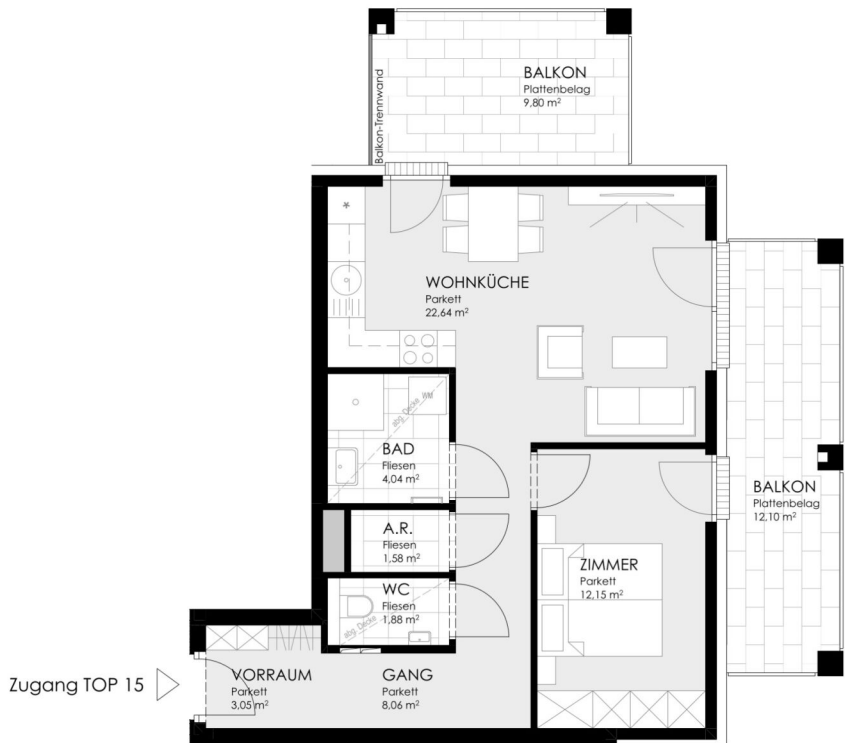 BALKON
Plattenbelag
9,80 m²
Balkon-Trennwand
WOHNKÜCHE
Parkett
22,64 m²
WM
abg. Decke
BAD
Fliesen
4,04 m²
BALKON
Plattenbelag
12,10 m²
A.R.
Fliesen
1,58 m²
ZIMMER
Parkett
12,15 m²
WC
Fliesen
1,88 m²
abg. Decke
Zugang TOP 15
VORRAUM
Parkett
3,05 m²
GANG
Parkett
8,06 m²